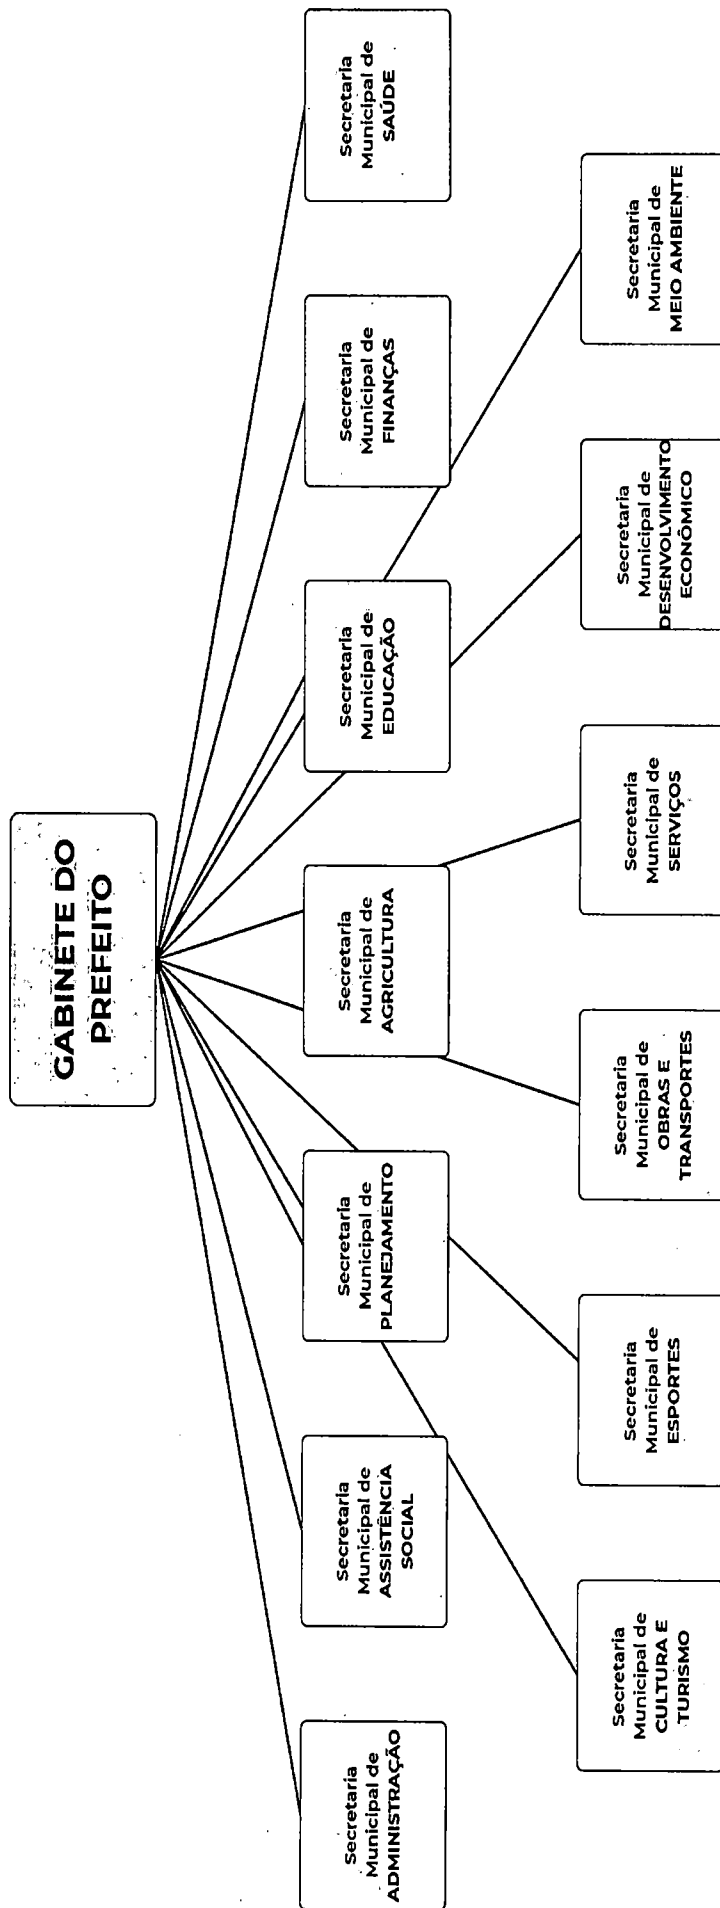 GABINETE DO
PREFEITO
Secretaria
Municipal de
ADMINISTRAÇÃO
Secretaria
Municipal de
ASSISTÊNCIA
SOCIAL
Secretaria
Municipal de
PLANEJAMENTO
Secretaria
Municipal de
AGRICULTURA
Secretaria
Municipal de
EDUCAÇÃO
Secretaria
Municipal de
FINANÇAS
Secretaria
Municipal de
SAÚDE
Secretaria
Municipal de
CULTURA E
TURISMO
Secretaria
Municipal de
ESPORTES
Secretaria
Municipal de
OBRAS E
TRANSPORTES
Secretaria
Municipal de
SERVIÇOS
Secretaria
Municipal de
DESENVOLVIMENTO
ECONÔMICO
Secretaria
Municipal de
MEIO AMBIENTE